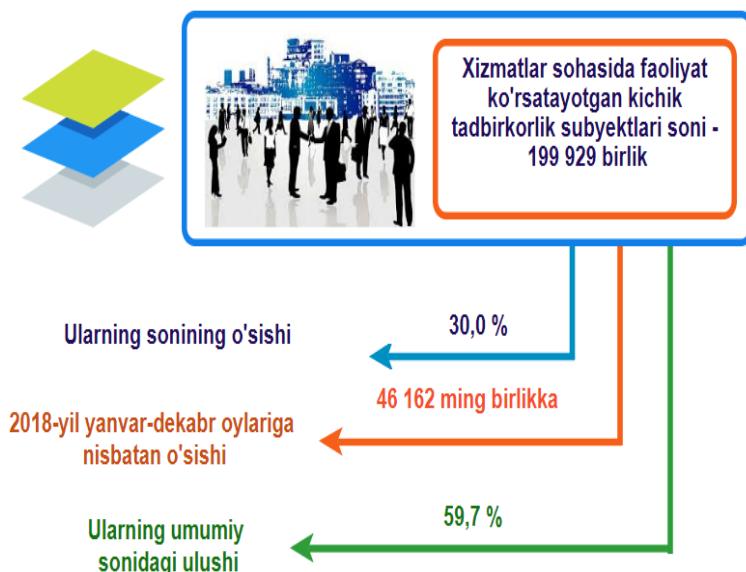 Xizmatlar sohasida faoliyat
ko'rsatayotgan kichik
tadbirkorlik subyektlari soni -
199 929 birlik
Ularning sonining o'sishi
30,0 %
46 162 ming birlikka
2018-yil yanvar-dekabr oylariga
nisbatan o'sishi
59,7 %
Ularning umumiy
sonidagi ulushi